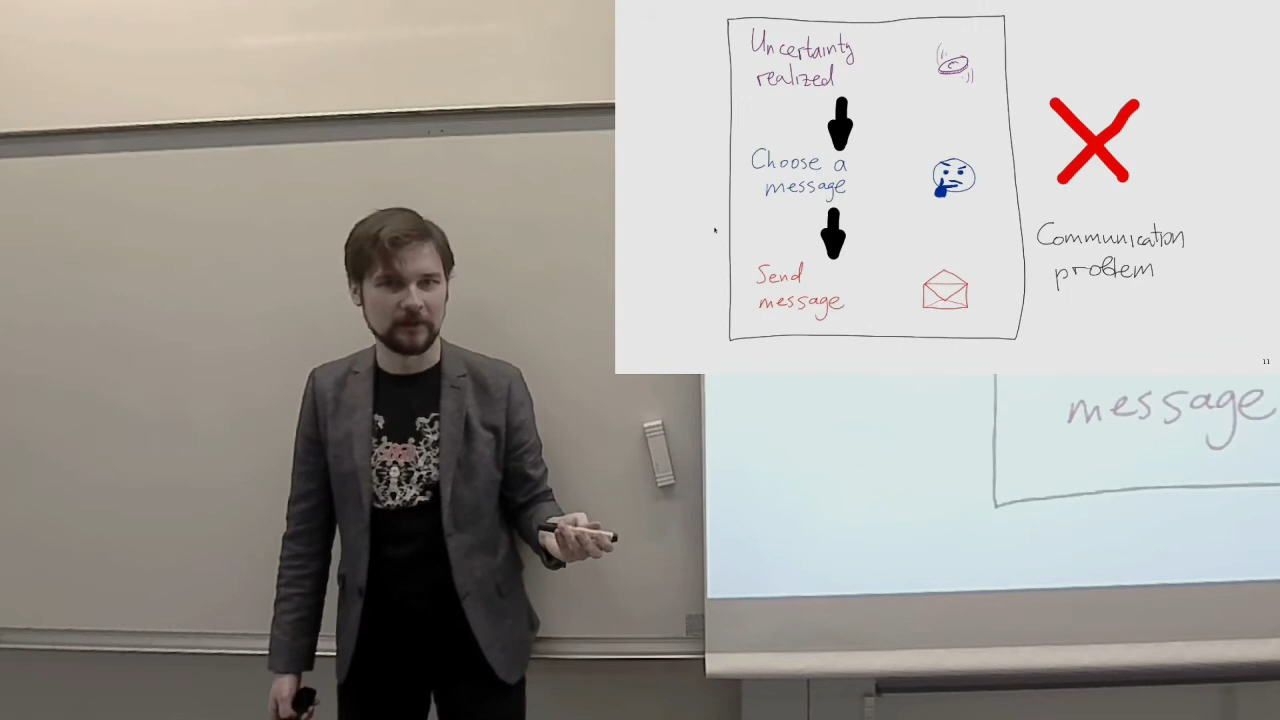 Uncertainty
realized
Choose a
message
Send
message
Communication
problem
11
message